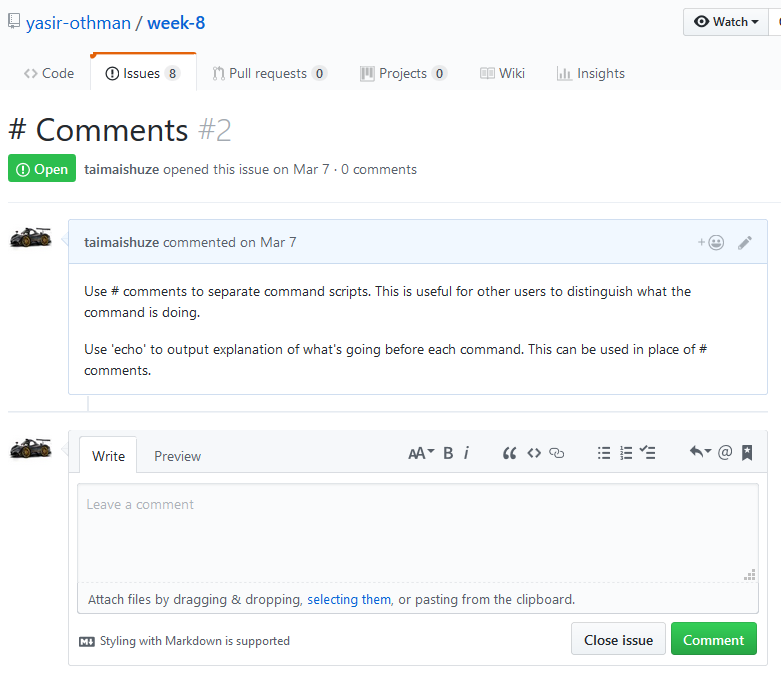 yasir-othman / week-8
Watch
Code
Issues 8
Pull requests 0
Projects 0
Wiki
Insights
# Comments #2
Open
taimaishuze opened this issue on Mar 7 · 0 comments
taimaishuze commented on Mar 7
Use # comments to separate command scripts. This is useful for other users to distinguish what the
command is doing.
Use 'echo' to output explanation of what's going before each command. This can be used in place of #
comments.
Write
Preview
AA B i
@
Leave a comment
Attach files by dragging & dropping, selecting them, or pasting from the clipboard.
Styling with Markdown is supported
Close issue
Comment